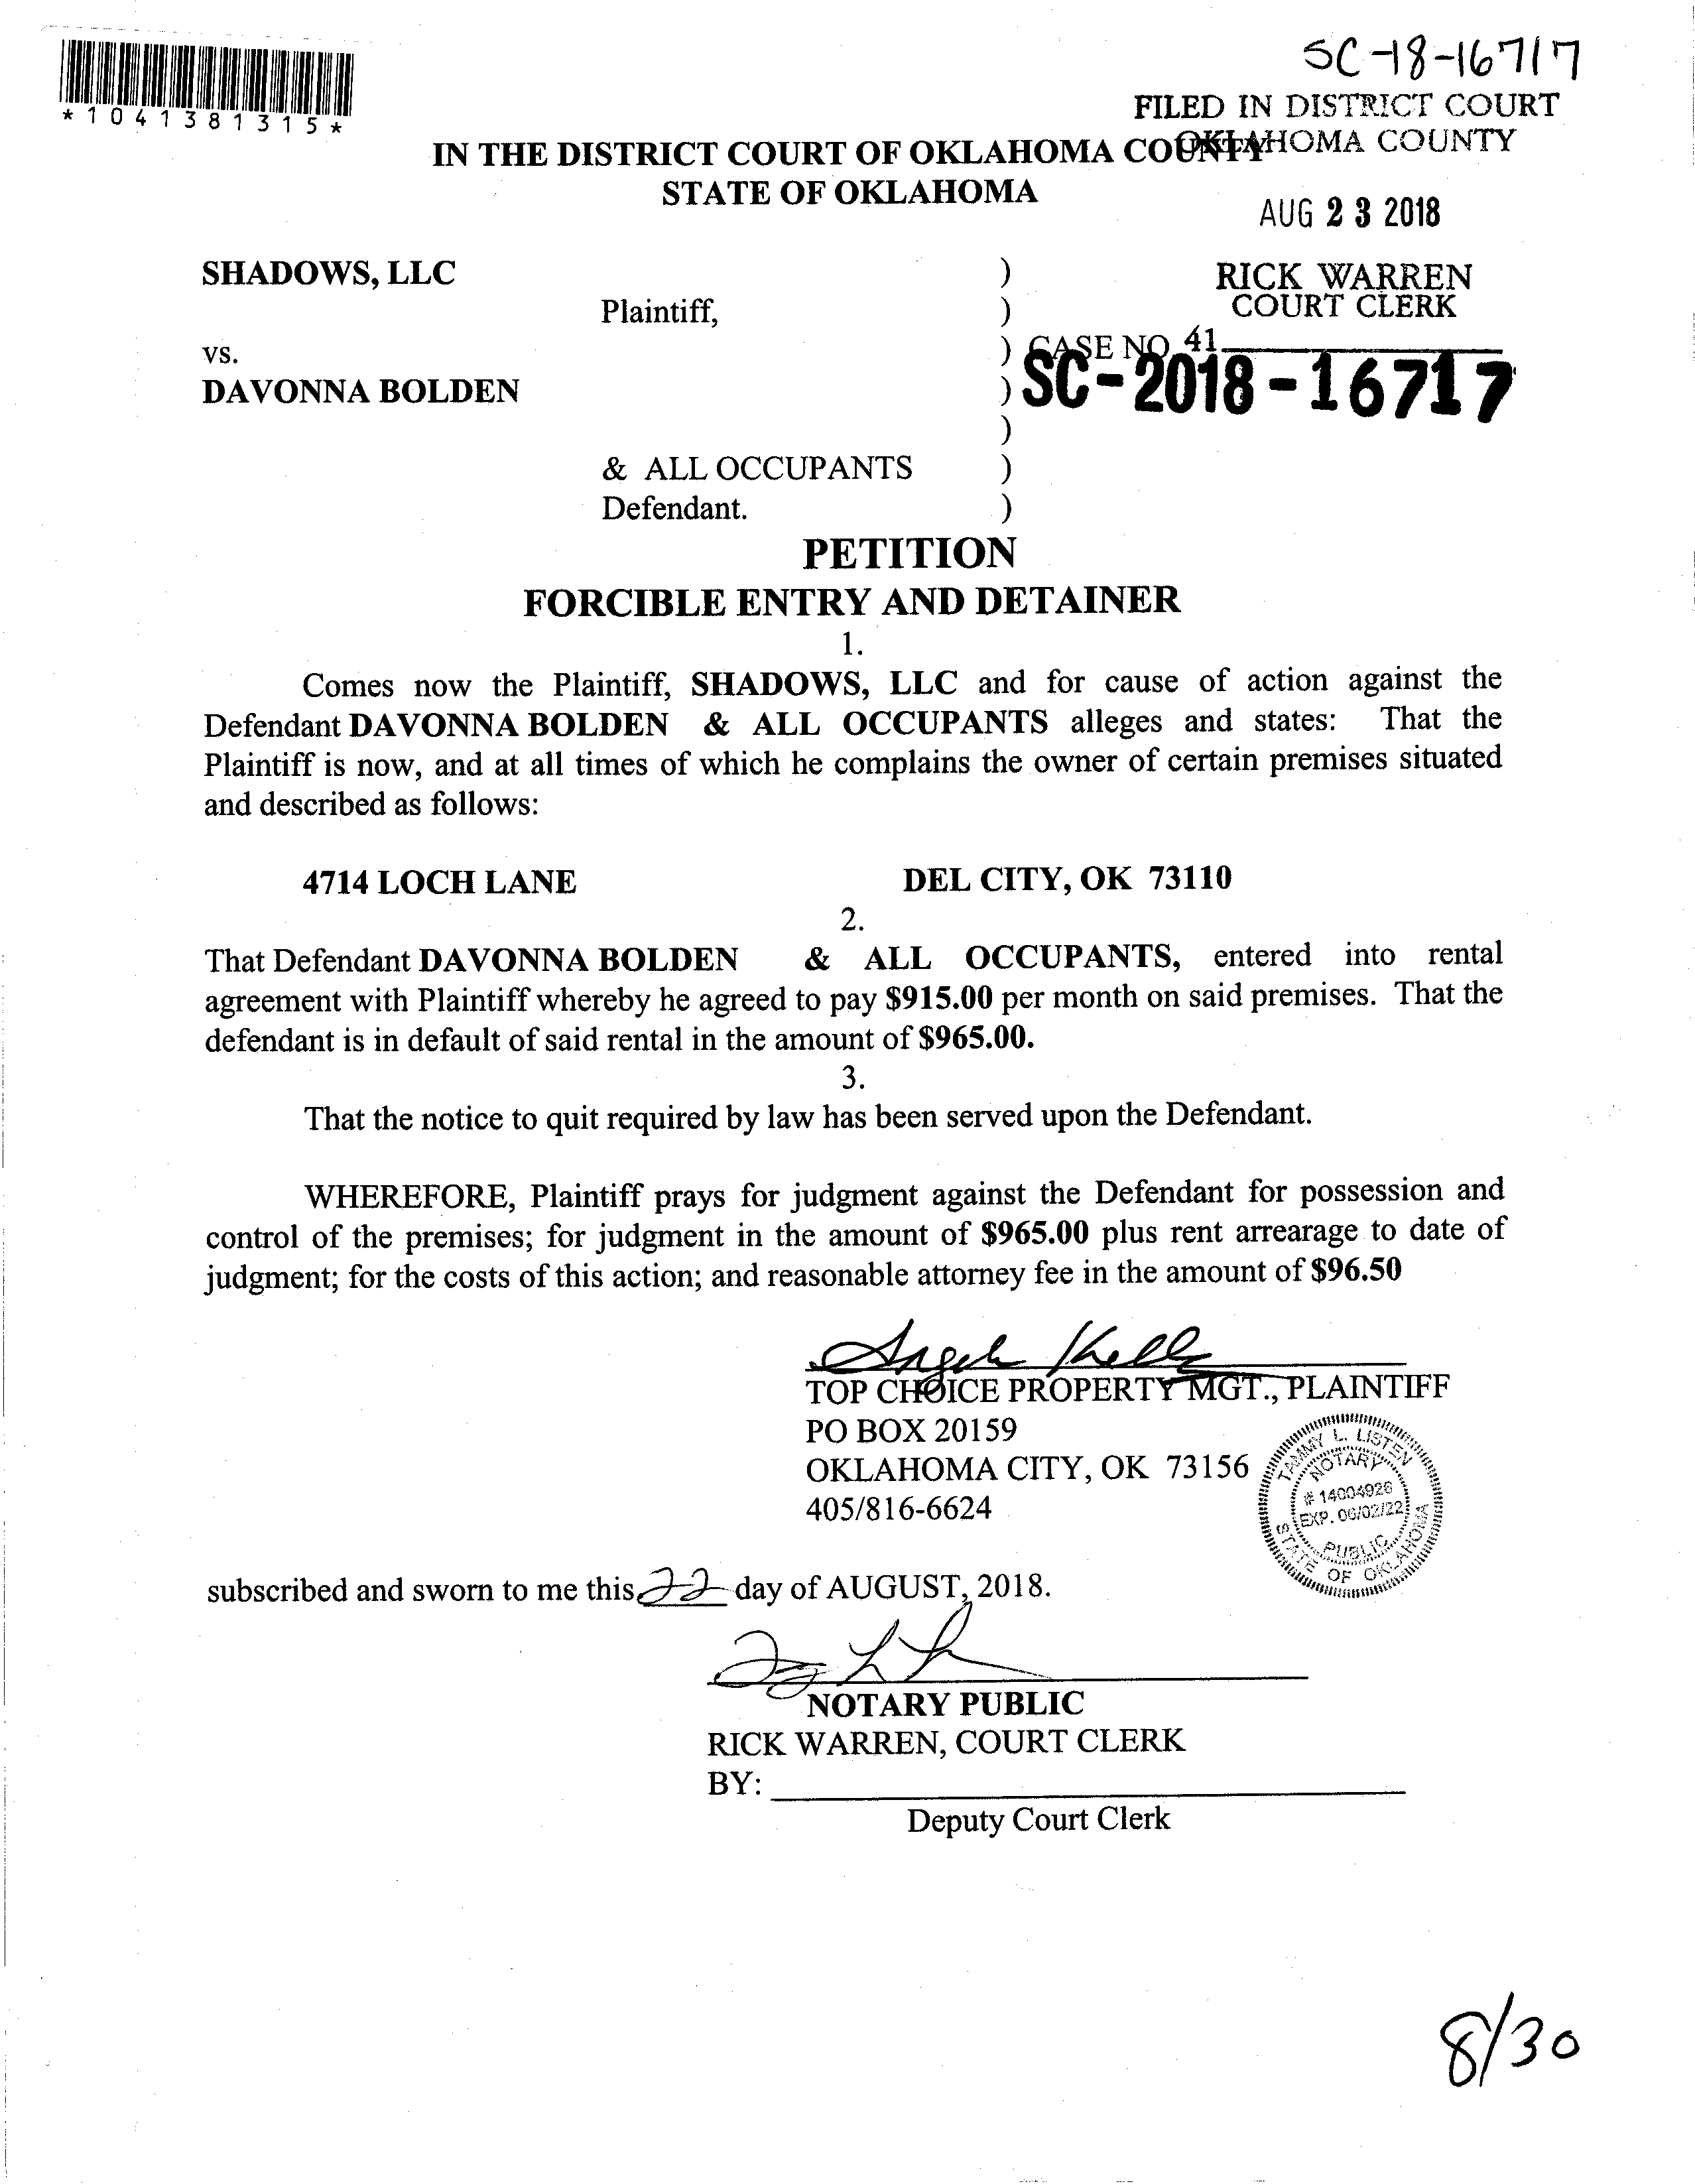 SC-18-16717
*1041381315*
FILED IN DISTRICT COURT
OKLAHOMA COUNTY
IN THE DISTRICT COURT OF OKLAHOMA COUNTY
STATE OF OKLAHOMA
AUG 23 2018
SHADOWS, LLC )
RICK WARREN
Plaintiff, )
COURT CLERK
vs. ) CASE NO. 41
DAVONNA BOLDEN ) SC-2018-16717
)
& ALL OCCUPANTS )
Defendant. )
PETITION
FORCIBLE ENTRY AND DETAINER
1.
Comes now the Plaintiff, SHADOWS, LLC and for cause of action against the
Defendant DAVONNA BOLDEN & ALL OCCUPANTS alleges and states: That the
Plaintiff is now, and at all times of which he complains the owner of certain premises situated
and described as follows:
4714 LOCH LANE DEL CITY, OK 73110
2.
That Defendant DAVONNA BOLDEN & ALL OCCUPANTS, entered into rental
agreement with Plaintiff whereby he agreed to pay $915.00 per month on said premises. That the
defendant is in default of said rental in the amount of $965.00.
3.
That the notice to quit required by law has been served upon the Defendant.
WHEREFORE, Plaintiff prays for judgment against the Defendant for possession and
control of the premises; for judgment in the amount of $965.00 plus rent arrearage to date of
judgment; for the costs of this action; and reasonable attorney fee in the amount of $96.50
Angela Kelly
TOP CHOICE PROPERTY MGT., PLAINTIFF
PO BOX 20159
OKLAHOMA CITY, OK 73156
405/816-6624
TAMMY L. LISTEN
NOTARY
# 14004926
EXP. 06/02/22
PUBLIC
STATE OF OKLAHOMA
subscribed and sworn to me this 22 day of AUGUST, 2018.
NOTARY PUBLIC
RICK WARREN, COURT CLERK
BY:
Deputy Court Clerk
8/30